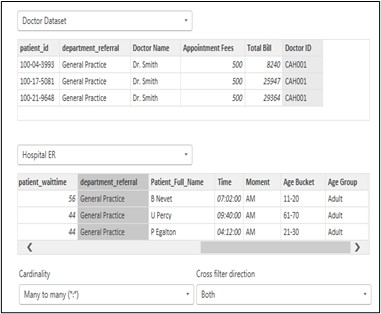 Doctor Dataset
patient_id department_referral Doctor Name Appointment Fees Total Bill Doctor ID
100-04-3993 General Practice Dr. Smith 500 8240 CAH001
100-17-5081 General Practice Dr. Smith 500 25947 CAH001
100-21-9648 General Practice Dr. Smith 500 29364 CAH001
Hospital ER
patient_waittime department_referral Patient_Full_Name Time Moment Age Bucket Age Group
56 General Practice B Nevet 07:02:00 AM 11-20 Adult
44 General Practice U Percy 09:40:00 AM 61-70 Adult
44 General Practice P Egalton 04:12:00 AM 21-30 Adult
Cardinality Cross filter direction
Many to many (*:*) Both